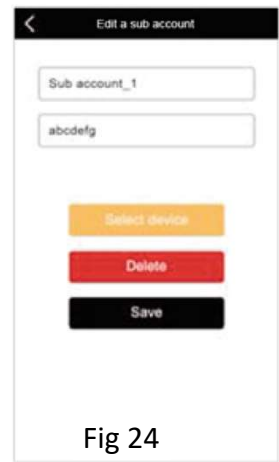 Edit a sub account
Sub account_1
abcdefg
Select device
Delete
Save
Fig 24